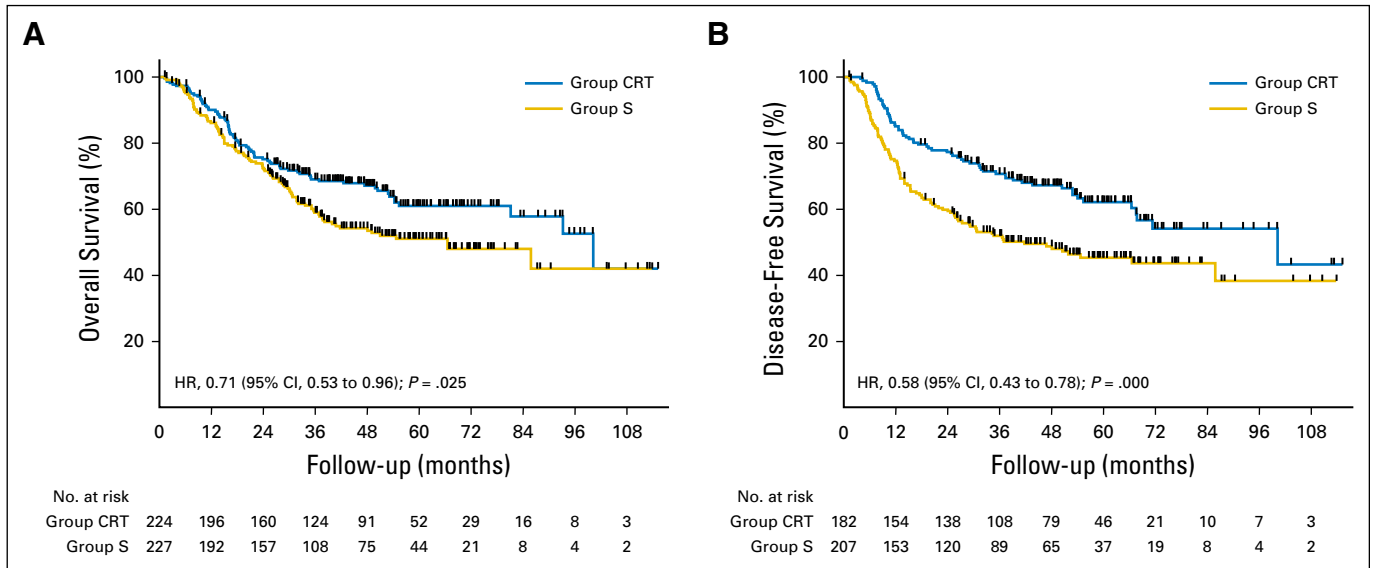 A
Overall Survival (%)
100
80
60
40
20
Group CRT
Group S
HR, 0.71 (95% CI, 0.53 to 0.96); P = .025
0 12 24 36 48 60 72 84 96 108
Follow-up (months)
No. at risk
Group CRT 224 196 160 124 91 52 29 16 8 3
Group S 227 192 157 108 75 44 21 8 4 2
B
Disease-Free Survival (%)
100
80
60
40
20
Group CRT
Group S
HR, 0.58 (95% CI, 0.43 to 0.78); P = .000
0 12 24 36 48 60 72 84 96 108
Follow-up (months)
No. at risk
Group CRT 182 154 138 108 79 46 21 10 7 3
Group S 207 153 120 89 65 37 19 8 4 2